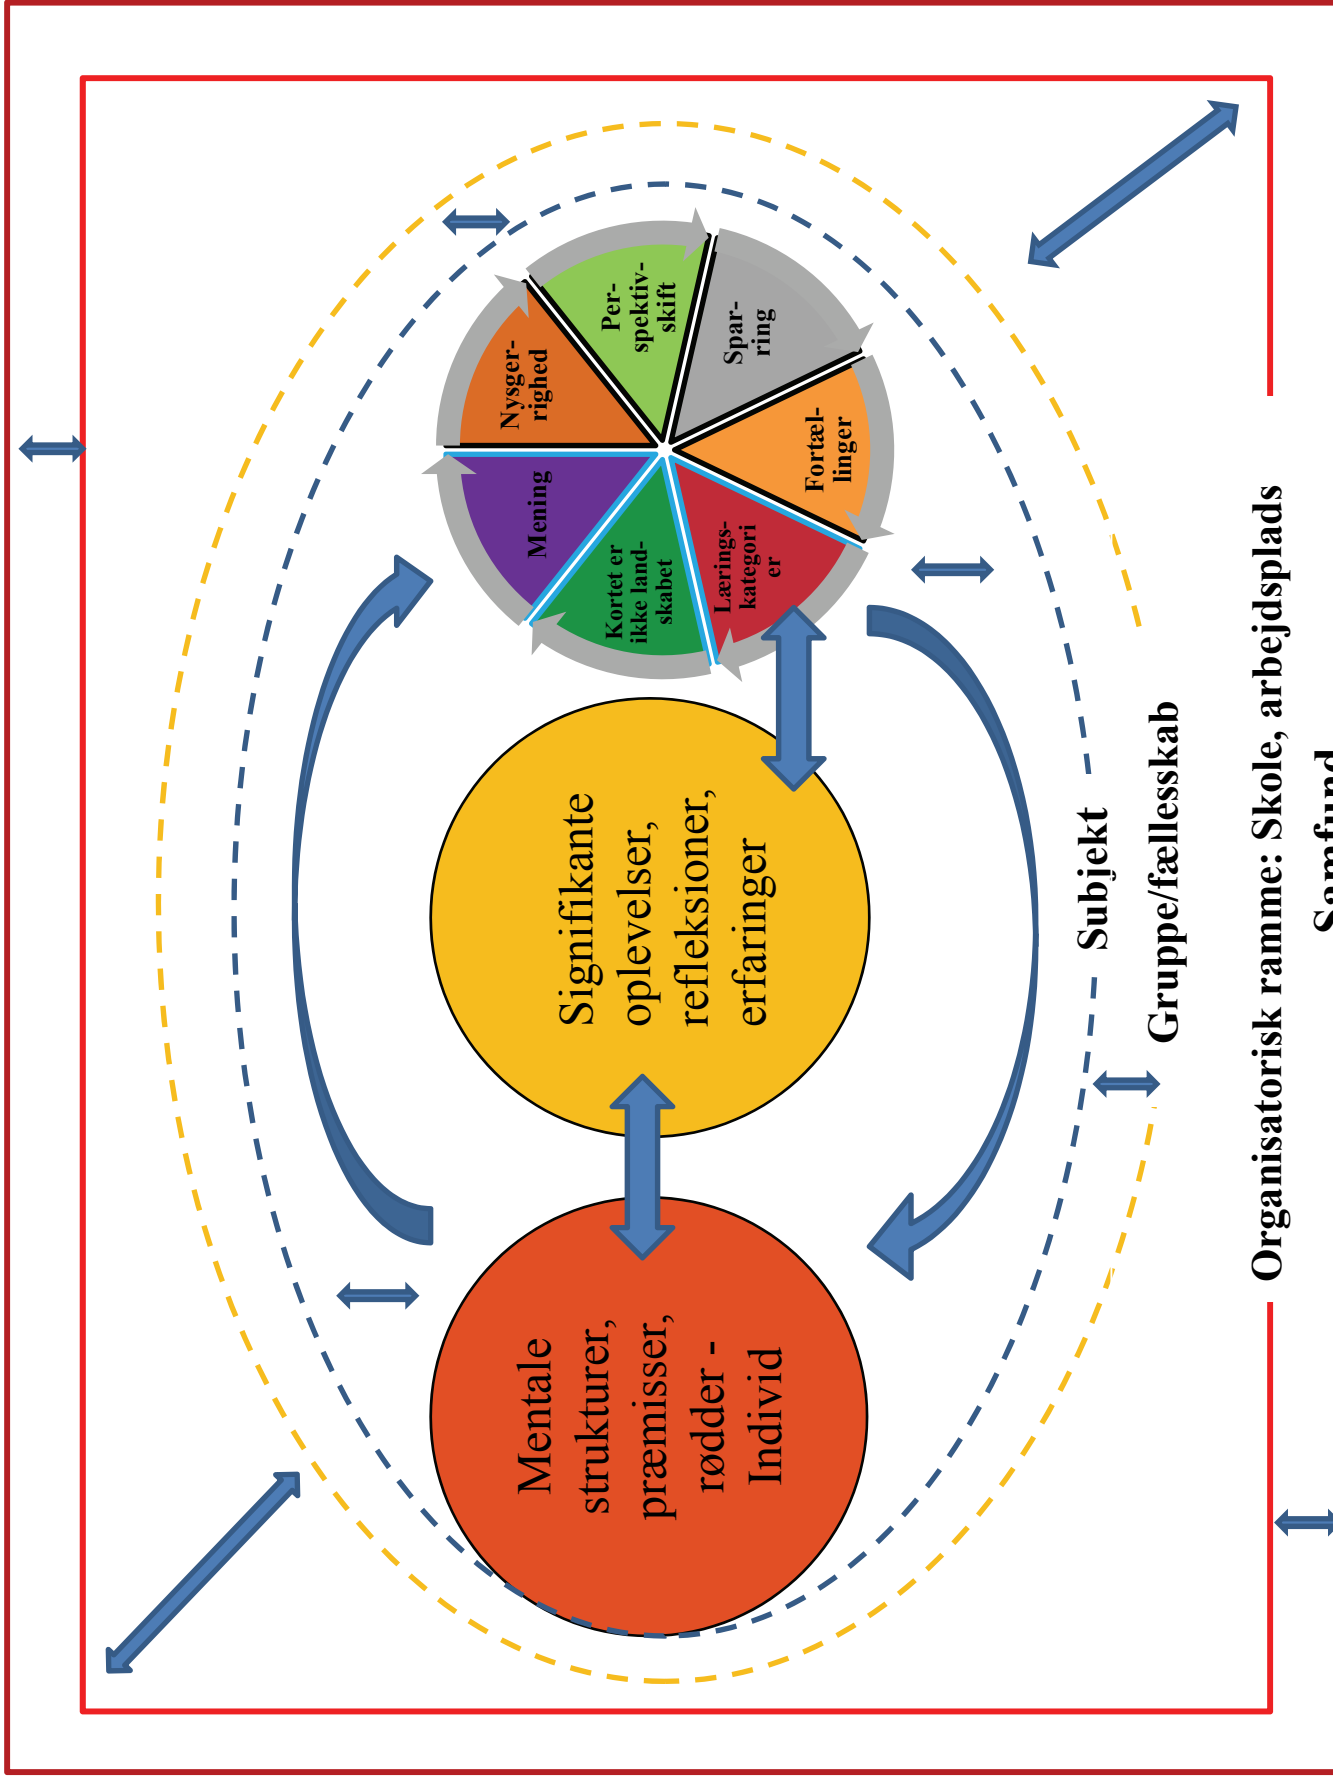 Mentale
strukturer,
præmisser,
rødder -
Individ
Signifikante
oplevelser,
refleksioner,
erfaringer
Mening
Nysger-
righed
Per-
spektiv-
skift
Spar-
ring
Fortæl-
linger
Lærings-
kategori
er
Kortet er
ikke land-
skabet
Subjekt
Gruppe/fællesskab
Organisatorisk ramme: Skole, arbejdsplads
Samfund